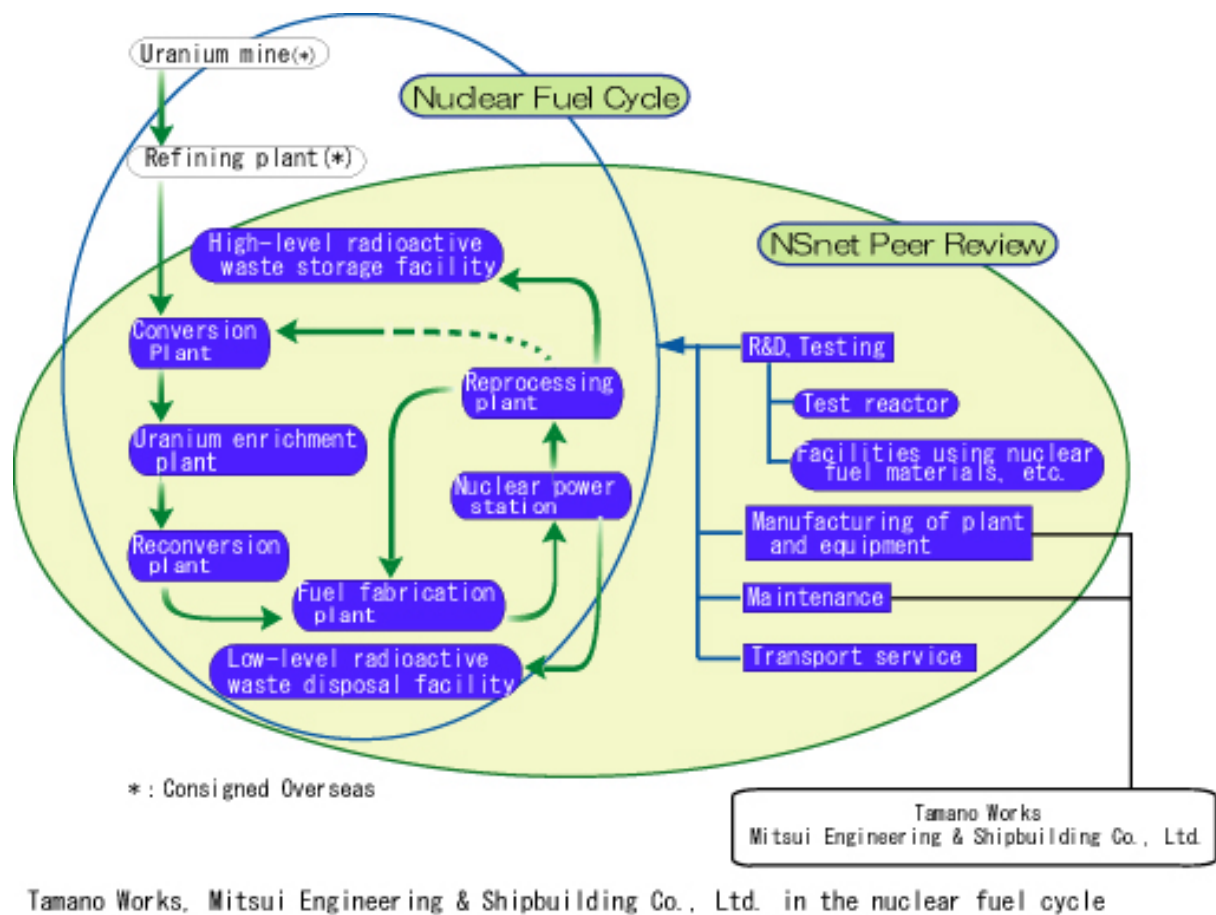 Uranium mine(*)
Nuclear Fuel Cycle
Refining plant(*)
NSnet Peer Review
High-level radioactive
waste storage facility
Conversion
Plant
R&D,Testing
Reprocessing
plant
Test reactor
Uranium enrichment
plant
Facilities using nuclear
fuel materials, etc.
Nuclear power
station
Manufacturing of plant
and equipment
Reconversion
plant
Fuel fabrication
plant
Maintenance
Low-level radioactive
waste disposal facility
Transport service
*:Consigned Overseas
Tamano Works
Mitsui Engineering & Shipbuilding Co., Ltd.
Tamano Works, Mitsui Engineering & Shipbuilding Co., Ltd. in the nuclear fuel cycle